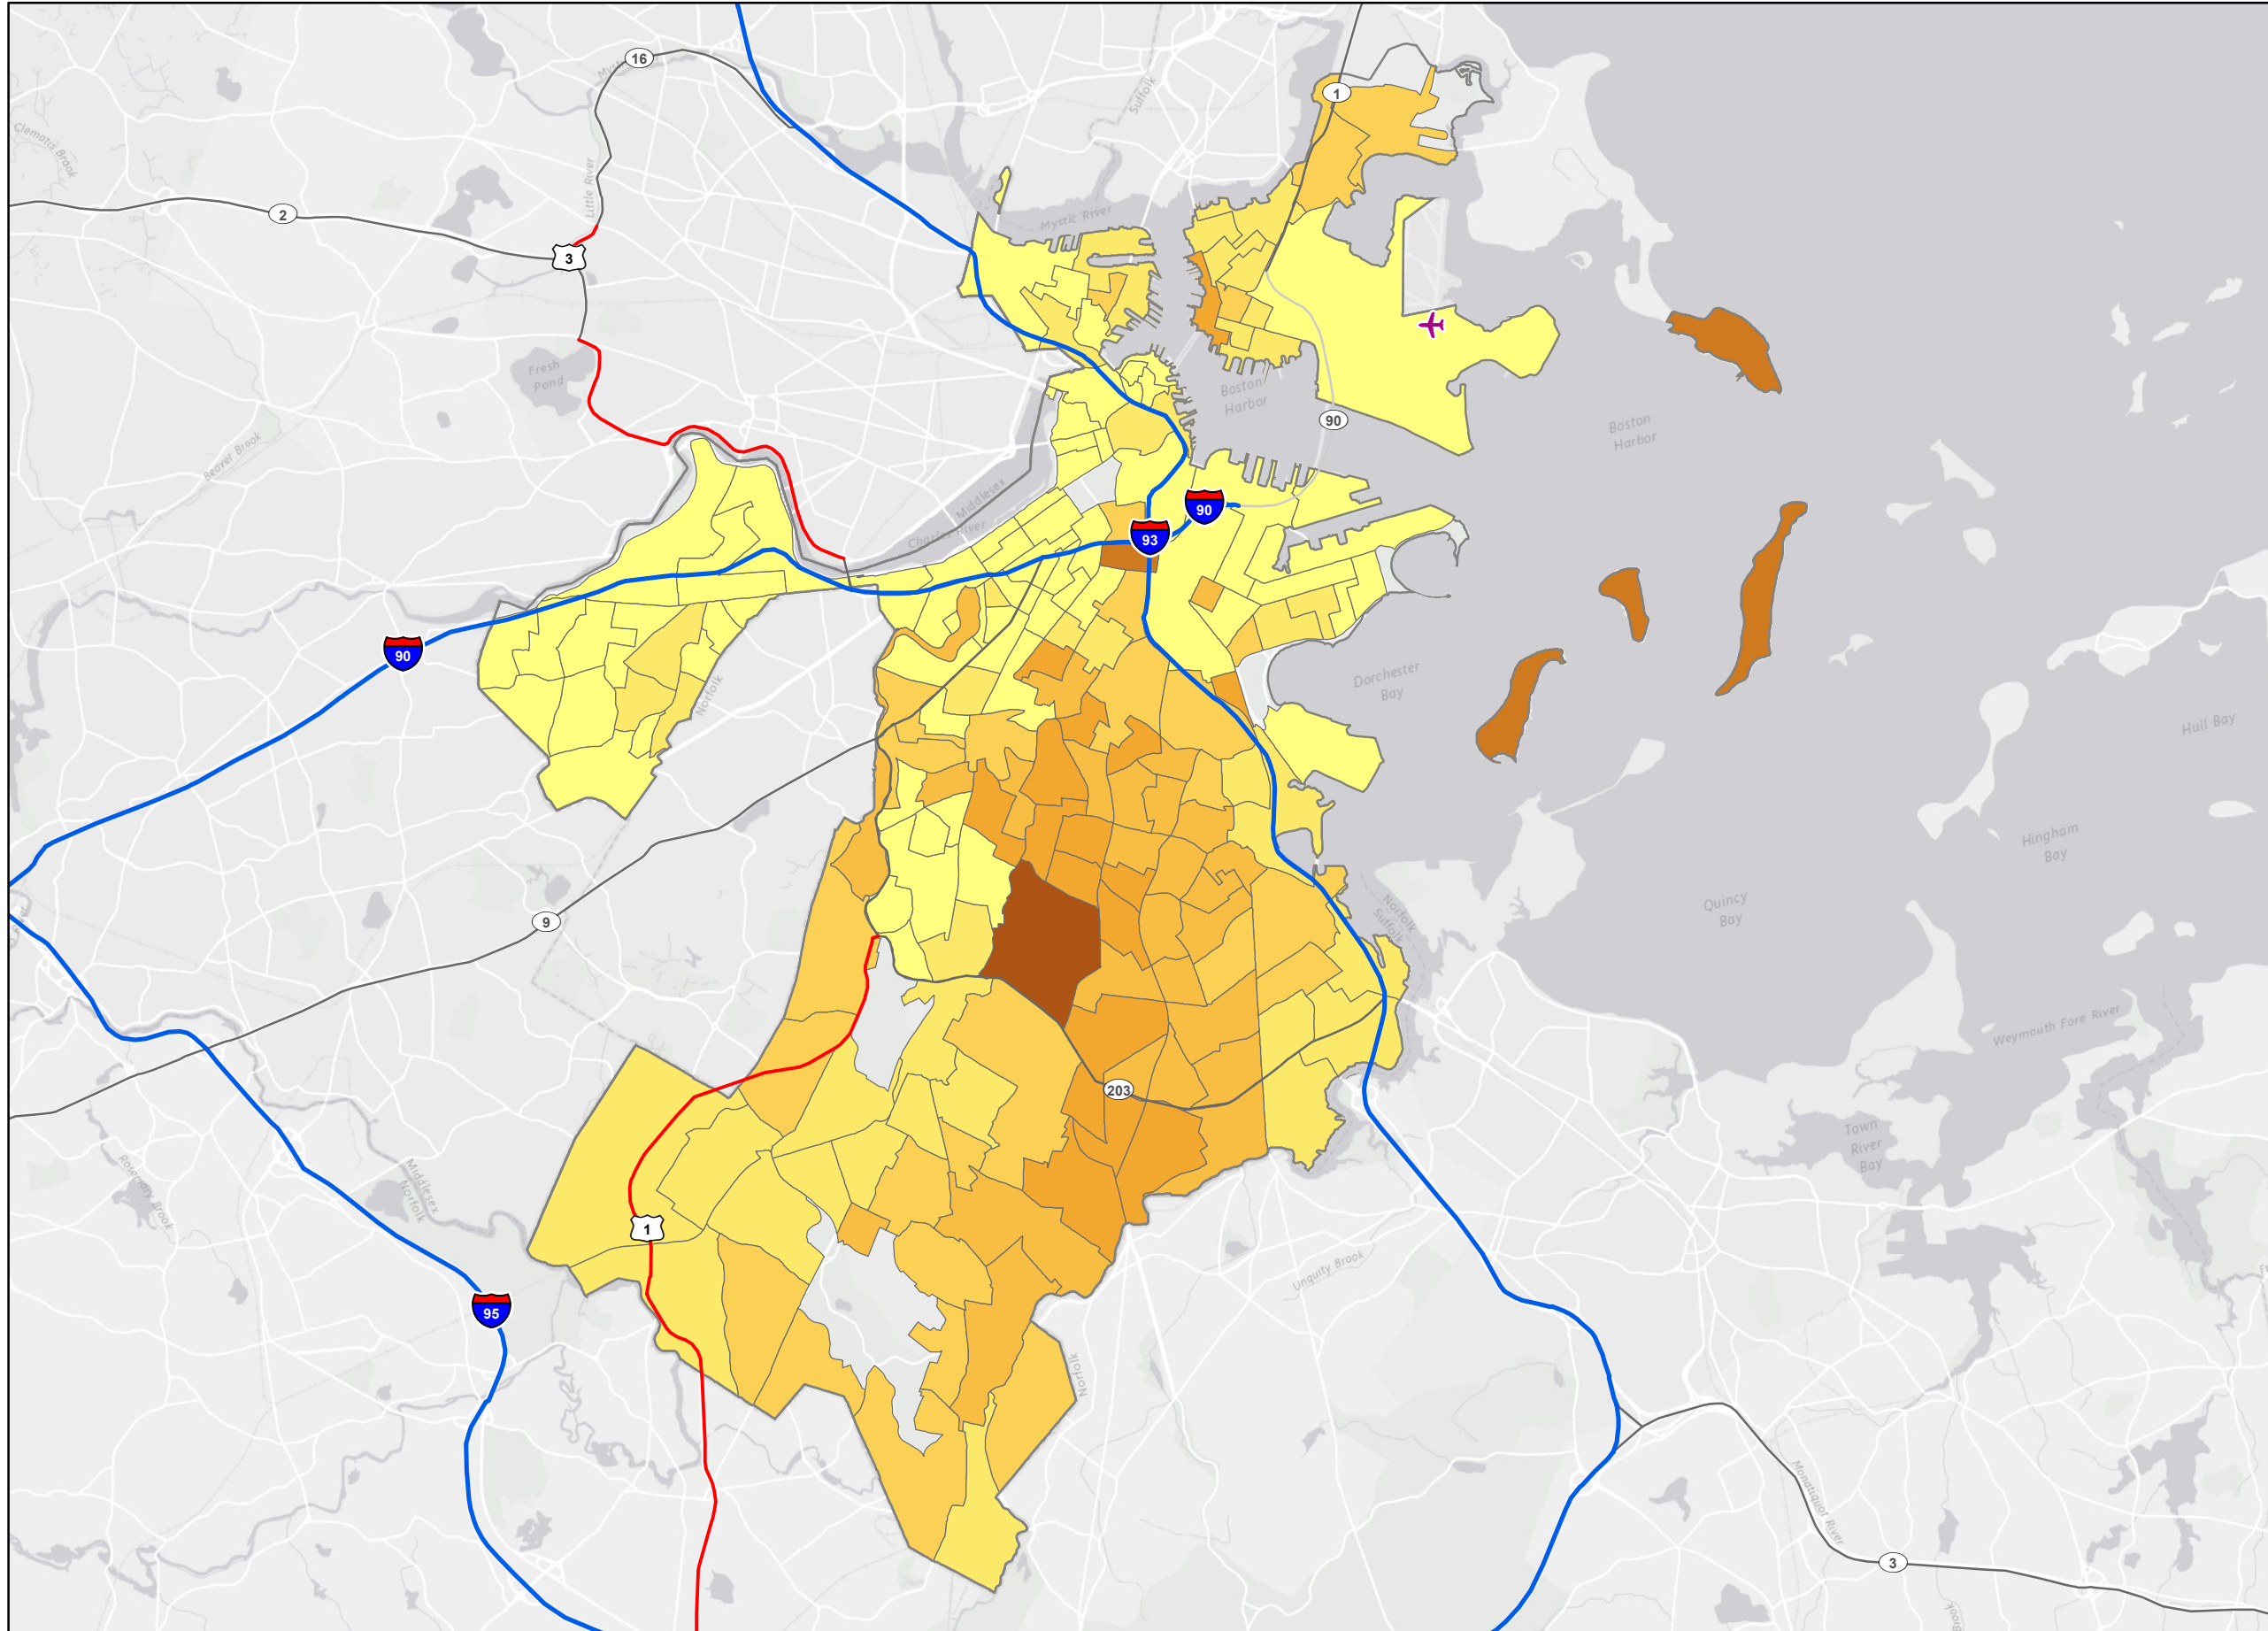 16
Suffolk
1
Clematis Brook
Little River
2
Mystic River
3
Fresh
Pond
Boston
Harbor
90
Boston
Harbor
Beaver Brook
Middlesex
Charles River
90
93
90
Norfolk
Dorchester
Bay
Hull Bay
Hingham
Bay
Quincy
Bay
Norfolk
Suffolk
9
Weymouth Fore River
203
Town
River
Bay
Rosemary Brook
Middlesex
Norfolk
1
Unquity Brook
95
Norfolk
Monatiquot River
3
Brook